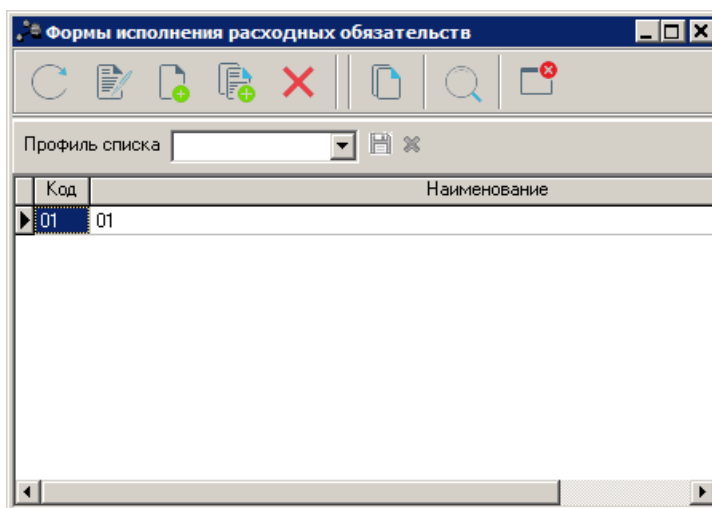 Формы исполнения расходных обязательств
Профиль списка
Код Наименование
01 01